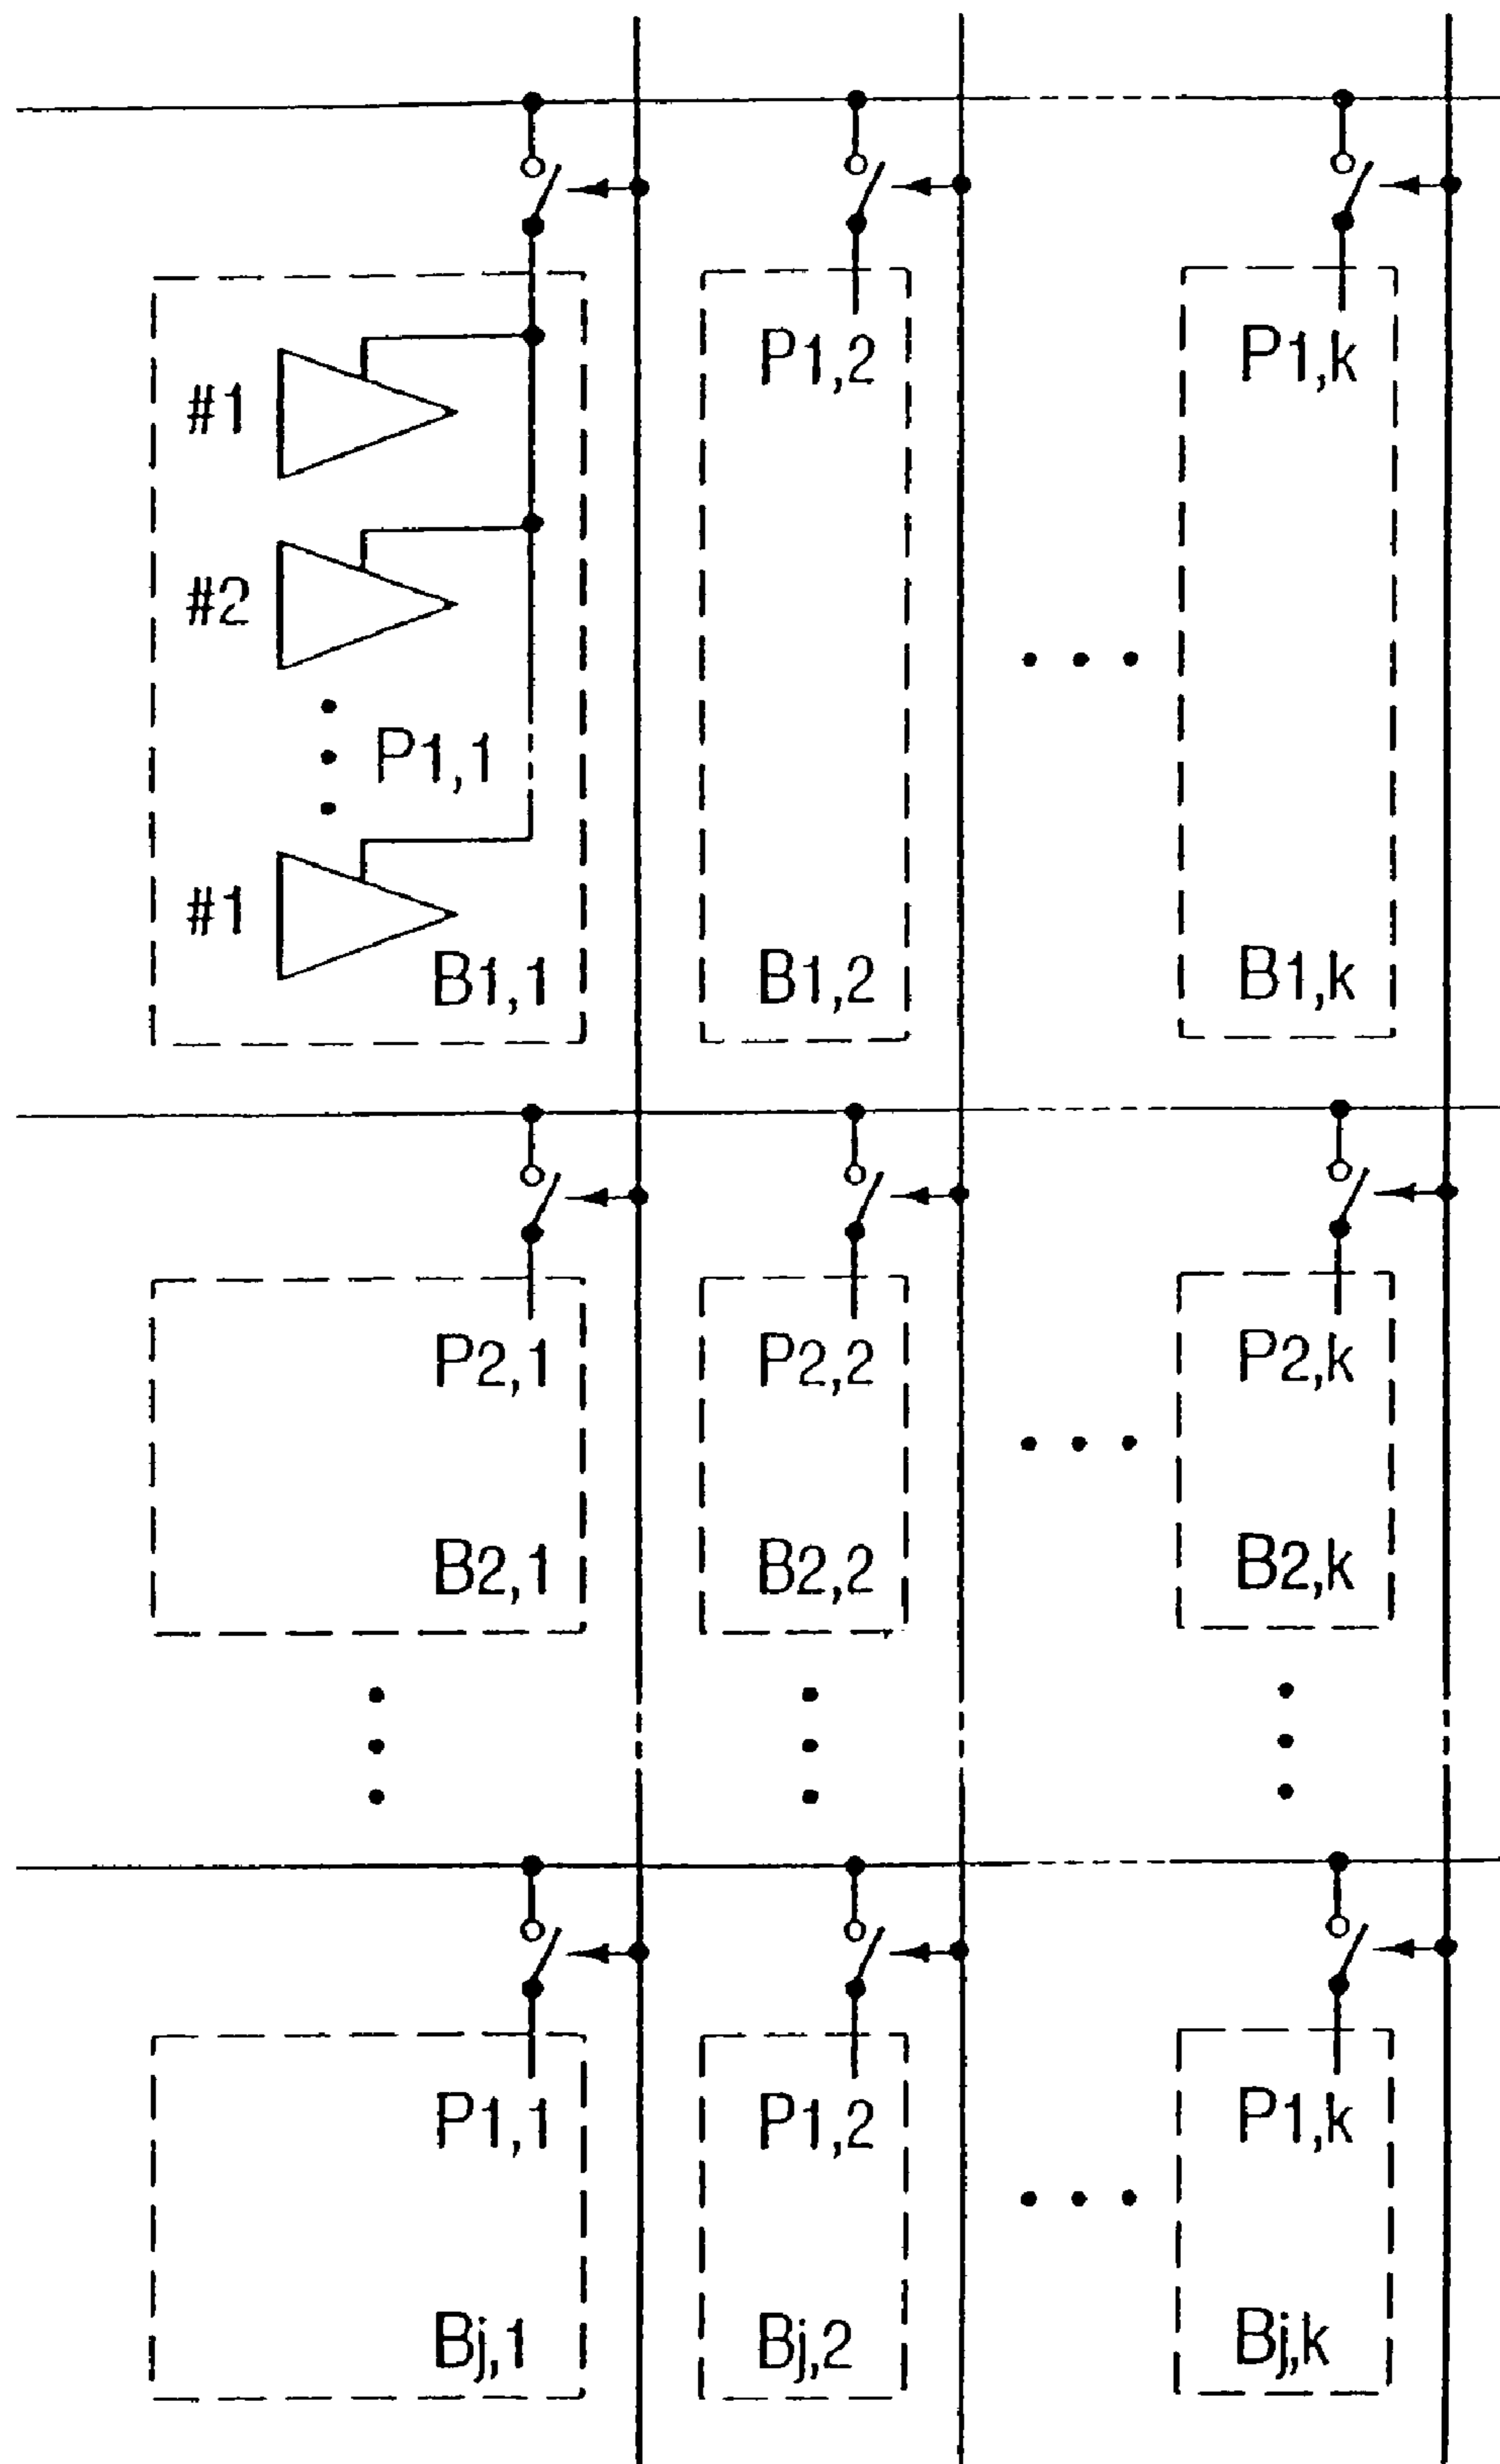 P1,2
P1,k
#1
#2
P1,1
#1
B1,1
B1,2
B1,k
P2,1
P2,2
P2,k
B2,1
B2,2
B2,k
P1,1
P1,2
P1,k
Bj,1
Bj,2
Bj,k